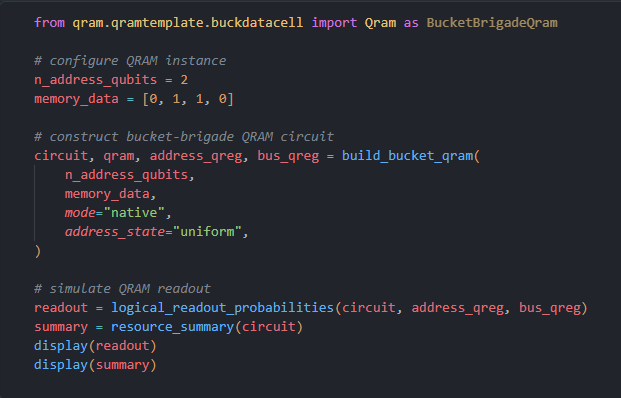 from qram.qramtemplate.buckdatacell import Qram as BucketBrigadeQram
# configure QRAM instance
n_address_qubits = 2
memory_data = [0, 1, 1, 0]
# construct bucket-brigade QRAM circuit
circuit, qram, address_qreg, bus_qreg = build_bucket_qram(
    n_address_qubits,
    memory_data,
    mode="native",
    address_state="uniform",
)
# simulate QRAM readout
readout = logical_readout_probabilities(circuit, address_qreg, bus_qreg)
summary = resource_summary(circuit)
display(readout)
display(summary)